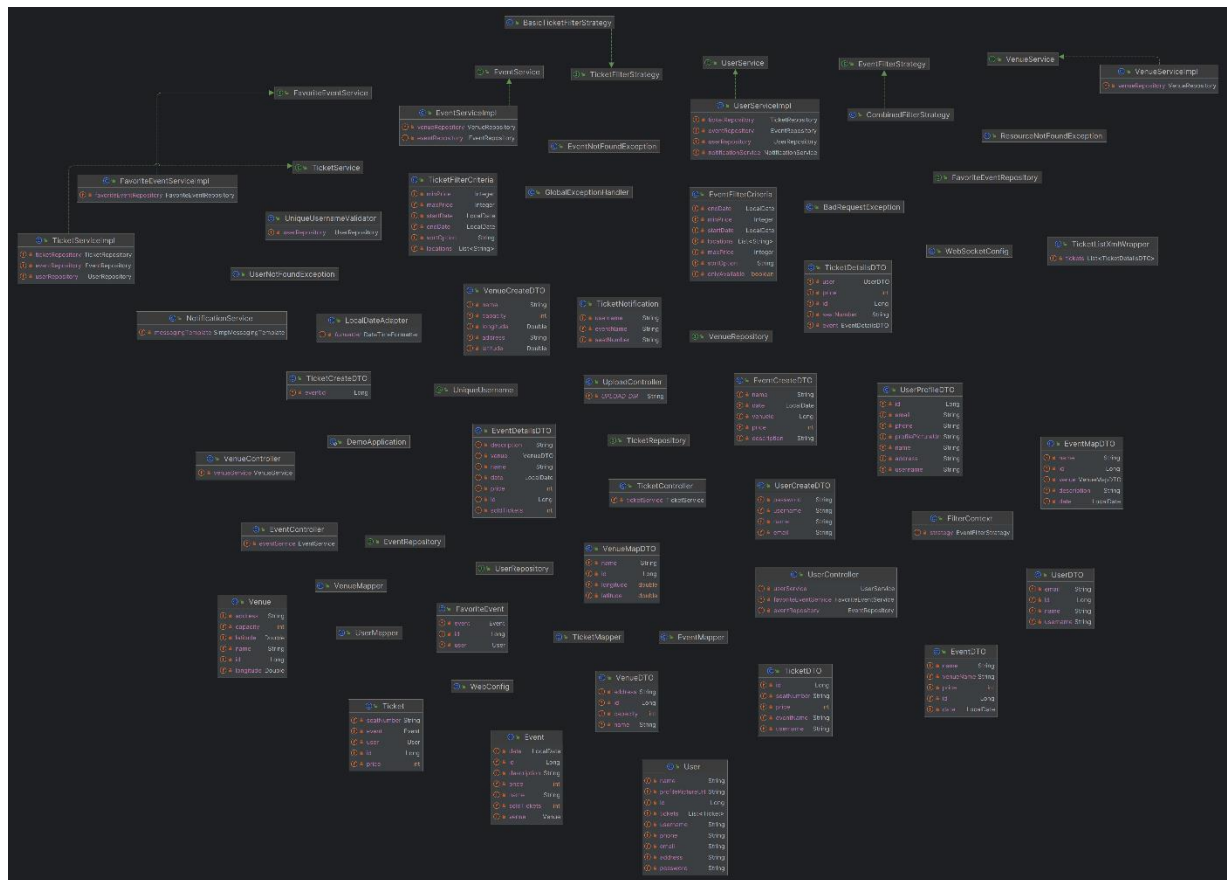 BasicTicketFilterStrategy
EventService
TicketFilterStrategy
UserService
EventFilterStrategy
VenueService
VenueServiceImpl
venueRepository VenueRepository
FavoriteEventService
EventServiceImpl
venueRepository VenueRepository
eventRepository EventRepository
UserServiceImpl
ticketRepository TicketRepository
eventRepository EventRepository
userRepository UserRepository
notificationService NotificationService
CombinedFilterStrategy
ResourceNotFoundException
EventNotFoundException
TicketService
FavoriteEventServiceImpl
favoriteEventRepository FavoriteEventRepository
TicketFilterCriteria
minPrice Integer
maxPrice Integer
startDate LocalDate
endDate LocalDate
sortOption String
locations List<String>
GlobalExceptionHandler
EventFilterCriteria
endDate LocalDate
minPrice Integer
startDate LocalDate
locations List<String>
maxPrice Integer
sortOption String
onlyAvailable boolean
FavoriteEventRepository
BadRequestException
UniqueUsernameValidator
userRepository UserRepository
TicketServiceImpl
ticketRepository TicketRepository
eventRepository EventRepository
userRepository UserRepository
WebSocketConfig
TicketListXmlWrapper
tickets List<TicketDetailsDTO>
UserNotFoundException
TicketDetailsDTO
user UserDTO
price int
id Long
seatNumber String
event EventDetailsDTO
VenueCreateDTO
name String
capacity int
longitude Double
address String
latitude Double
TicketNotification
username String
eventName String
seatNumber String
NotificationService
messagingTemplate SimpMessagingTemplate
LocalDateAdapter
formatter DateTimeFormatter
VenueRepository
TicketCreateDTO
eventId Long
UniqueUsername
UploadController
UPLOAD_DIR String
EventCreateDTO
name String
date LocalDate
venueId Long
price int
description String
UserProfileDTO
id Long
email String
phone String
name String
address String
username String
DemoApplication
EventDetailsDTO
description String
venue VenueDTO
name String
date LocalDate
price int
id Long
soldTickets int
TicketRepository
EventMapDTO
name String
id Long
venue VenueMapDTO
description String
date LocalDate
VenueController
venueService VenueService
TicketController
ticketService TicketService
UserCreateDTO
password String
username String
name String
email String
FilterContext
strategy EventFilterStrategy
EventController
eventService EventService
EventRepository
UserRepository
VenueMapDTO
name String
id Long
longitude double
latitude double
UserController
userService UserService
favoriteEventService FavoriteEventService
eventRepository EventRepository
UserDTO
email String
id Long
name String
username String
VenueMapper
Venue
address String
capacity int
latitude Double
name String
id Long
longitude Double
FavoriteEvent
event Event
id Long
user User
UserMapper
TicketMapper
EventMapper
EventDTO
name String
venueName String
price int
id Long
date LocalDate
TicketDTO
id Long
seatNumber String
price int
eventName String
username String
VenueDTO
address String
id Long
capacity int
name String
WebConfig
Ticket
seatNumber String
event Event
user User
id Long
price int
Event
date LocalDate
id Long
description String
price int
name String
soldTickets int
venue Venue
User
name String
profilePictureUrl String
id Long
tickets List<Ticket>
username String
phone String
email String
address String
password String